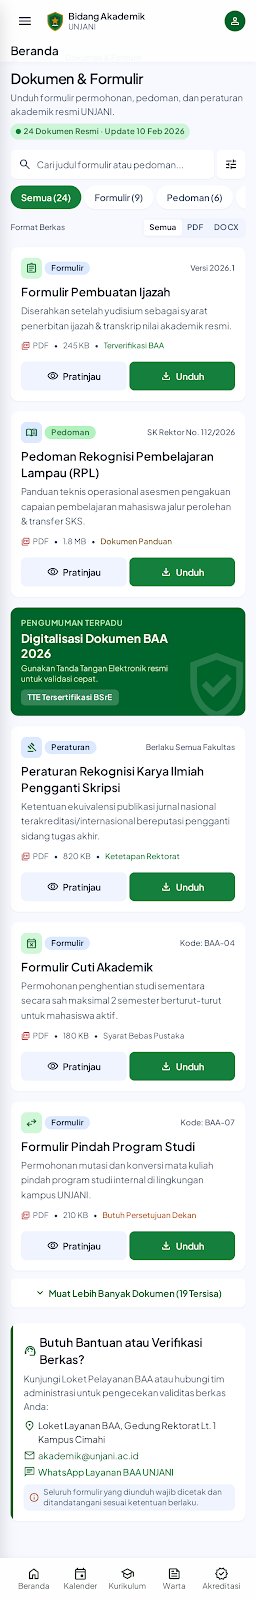 Bidang Akademik
UNJANI
Beranda
Dokumen & Formulir
Unduh formulir permohonan, pedoman, dan peraturan
akademik resmi mahasiswa.
24 Dokumen Resmi · Update 10 Feb 2026
Cari judul formulir atau pedoman...
Semua (24)
Formulir (9)
Pedoman (6)
Format Berkas
Semua
PDF
DOCX
Formulir
Versi 2026.1
Formulir Pembuatan Ijazah
Diserahkan setelah yudisium sebagai syarat
penerbitan ijazah & transkrip nilai akademik resmi.
PDF • 245 KB • Terverifikasi BAA
Pratinjau
Unduh
Pedoman
SK Rektor No. 112/2026
Pedoman Rekognisi Pembelajaran
Lampau (RPL)
Panduan teknis operasional asesmen pengakuan
capaian pembelajaran mahasiswa jalur perolehan
& transfer SKS.
PDF • 1.8 MB • Dokumen Panduan
Pratinjau
Unduh
PENGUMUMAN TERPADU
Digitalisasi Dokumen BAA
2026
Gunakan Tanda Tangan Elektronik resmi
untuk validasi cepat.
TTE Tersertifikasi BSrE
Peraturan
Berlaku Semua Fakultas
Peraturan Rekognisi Karya Ilmiah
Pengganti Skripsi
Ketentuan ekuivalensi publikasi jurnal nasional
terakreditasi/internasional bereputasi pengganti
sidang tugas akhir.
PDF • 820 KB • Ketetapan Rektorat
Pratinjau
Unduh
Formulir
Kode: BAA-04
Formulir Cuti Akademik
Permohonan penghentian studi sementara
secara sah maksimal 2 semester berturut-turut
untuk mahasiswa aktif.
PDF • 180 KB • Syarat Bebas Pustaka
Pratinjau
Unduh
Formulir
Kode: BAA-07
Formulir Pindah Program Studi
Permohonan mutasi dan konversi mata kuliah
pindah program studi internal di lingkungan
kampus UNJANI.
PDF • 210 KB • Butuh Persetujuan Dekan
Pratinjau
Unduh
Muat Lebih Banyak Dokumen (19 Tersisa)
Butuh Bantuan atau Verifikasi
Berkas?
Kunjungi Loket Pelayanan BAA atau hubungi tim
administrasi untuk pengecekan validitas berkas
Anda:
Loket Layanan BAA, Gedung Rektorat Lt. 1
Kampus Cimahi
akademik@unjani.ac.id
WhatsApp Layanan BAA UNJANI
Seluruh formulir yang diunduh wajib dicetak dan
ditandatangani sesuai ketentuan berlaku.
Beranda
Kalender
Kurikulum
Warta
Akreditasi